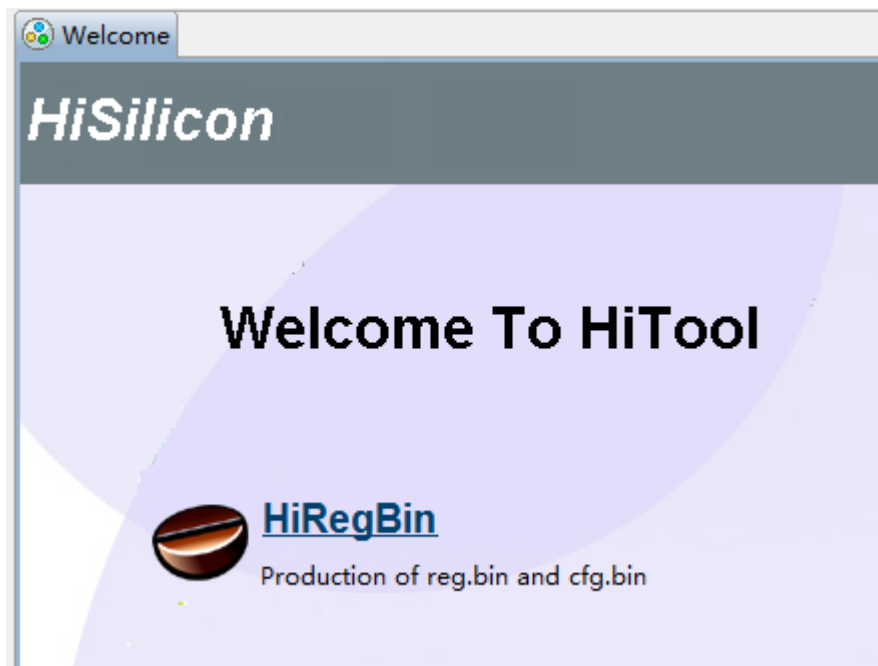 Welcome
HiSilicon
Welcome To HiTool
HiRegBin
Production of reg.bin and cfg.bin